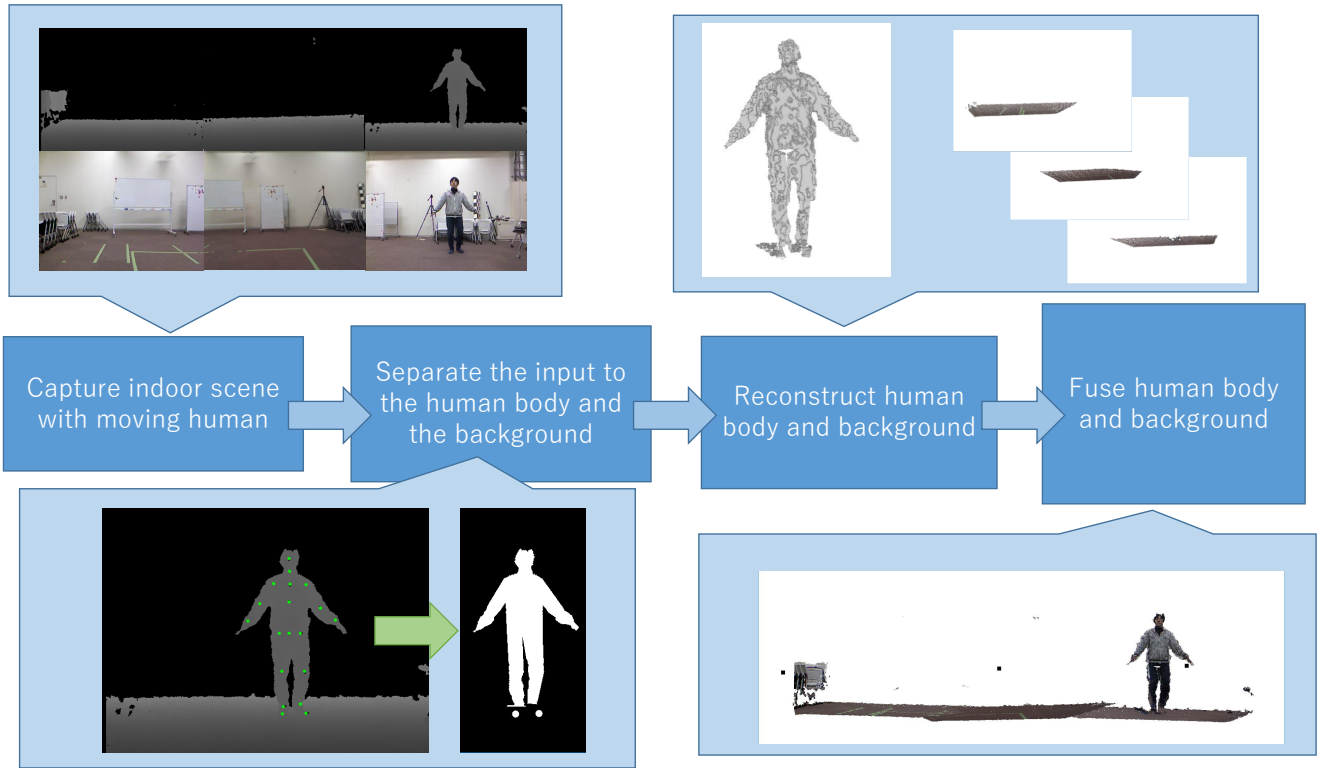 Capture indoor scene
with moving human
Separate the input to
the human body and
the background
Reconstruct human
body and background
Fuse human body
and background